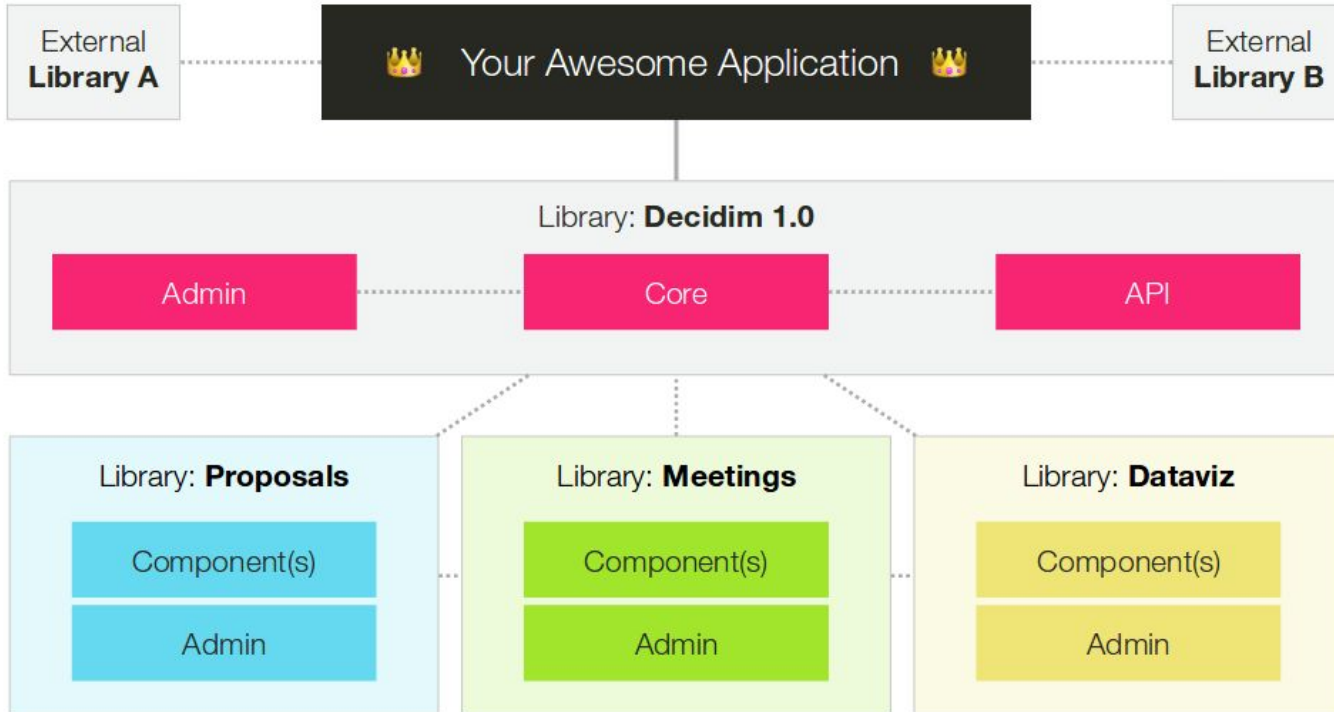 External
Library A
Your Awesome Application
External
Library B
Library: Decidim 1.0
Admin
Core
API
Library: Proposals
Library: Meetings
Library: Dataviz
Component(s)
Component(s)
Component(s)
Admin
Admin
Admin